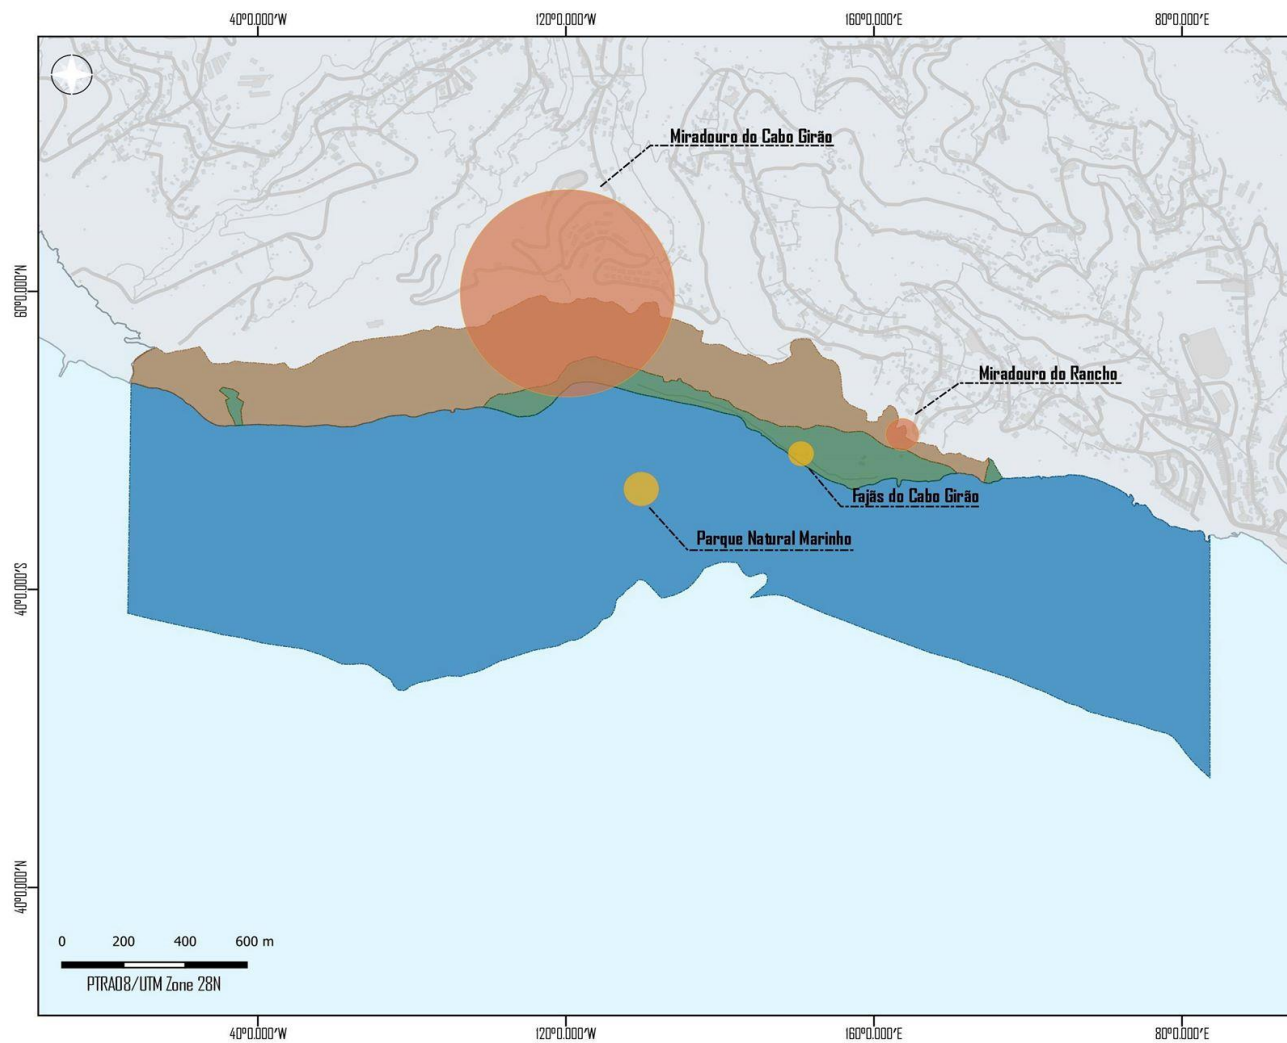 40°0.000'W 120°0.000'W 160°0.000'E 80°0.000'E
Miradouro do Cabo Girão
60°0.000'N
Miradouro do Rancho
Fajãs do Cabo Girão
Parque Natural Marinho
40°0.000'S
40°0.000'N
0 200 400 600 m
PTRA08/UTM Zone 28N
40°0.000'W 120°0.000'W 160°0.000'E 80°0.000'E